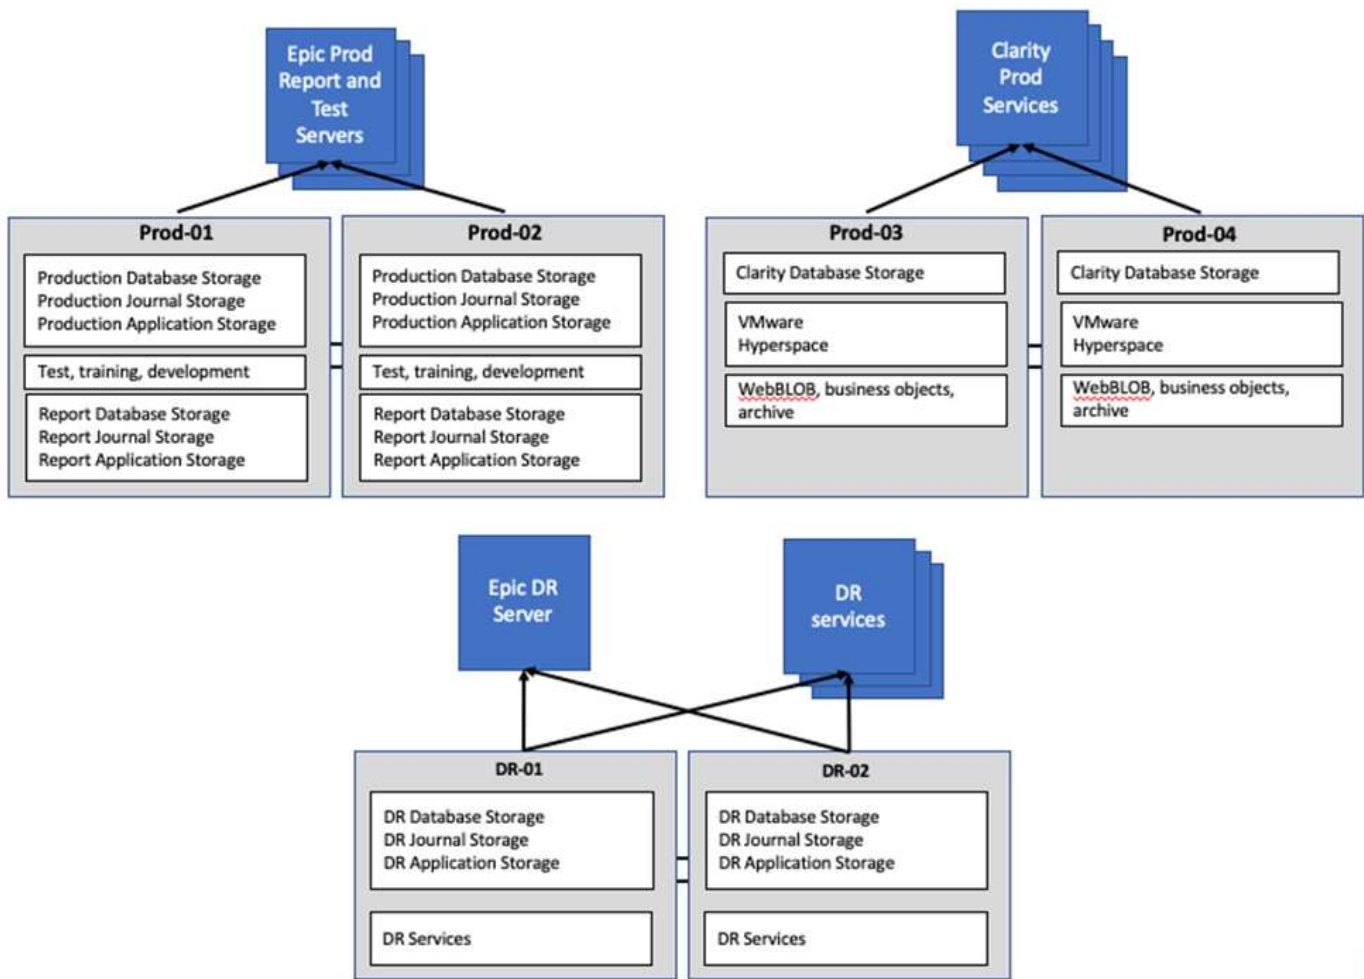 Epic Prod
Report and
Test
Servers
Clarity
Prod
Services
Prod-01
Production Database Storage
Production Journal Storage
Production Application Storage
Test, training, development
Report Database Storage
Report Journal Storage
Report Application Storage
Prod-02
Production Database Storage
Production Journal Storage
Production Application Storage
Test, training, development
Report Database Storage
Report Journal Storage
Report Application Storage
Prod-03
Clarity Database Storage
VMware
Hyperspace
WebBLOB, business objects,
archive
Prod-04
Clarity Database Storage
VMware
Hyperspace
WebBLOB, business objects,
archive
Epic DR
Server
DR
services
DR-01
DR Database Storage
DR Journal Storage
DR Application Storage
DR Services
DR-02
DR Database Storage
DR Journal Storage
DR Application Storage
DR Services